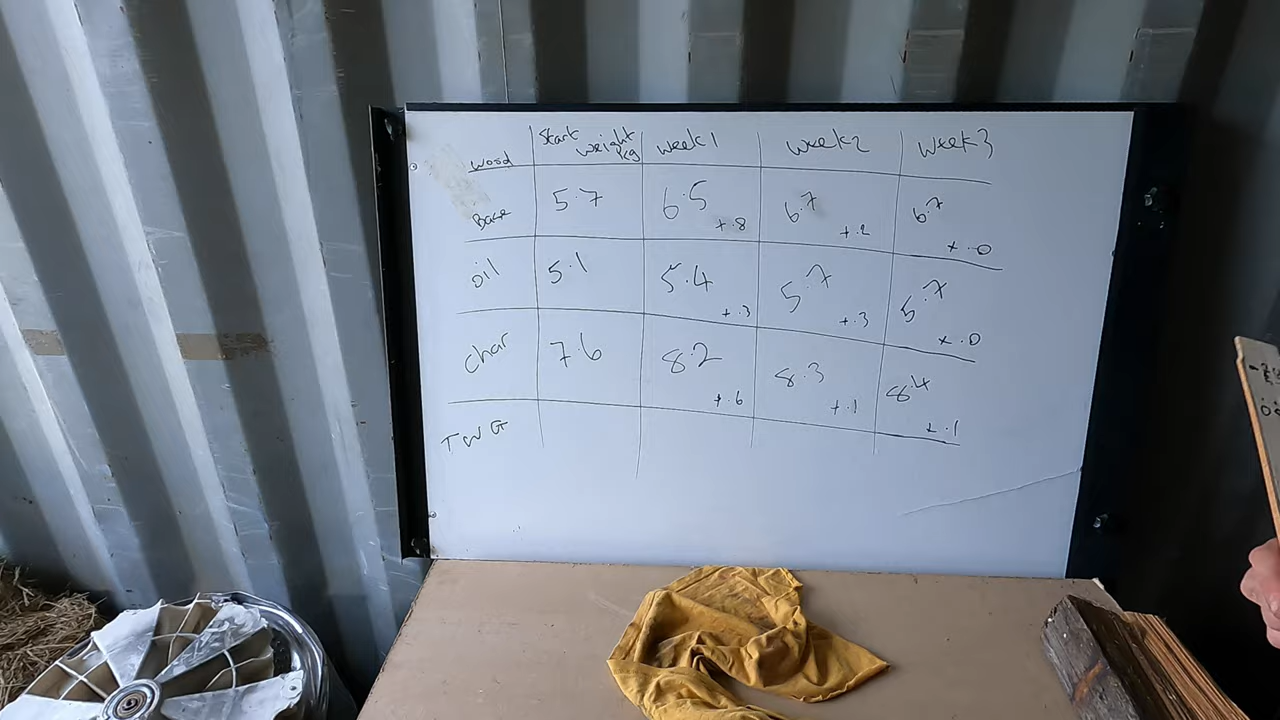 Wood Start weight kg Week 1 Week 2 Week 3
Bare 5.7 6.5 +.8 6.7 +.2 6.7 +.0
oil 5.1 5.4 +.3 5.7 +.3 5.7 +.0
char 7.6 8.2 +.6 8.3 +.1 8.4 +.1
TWG